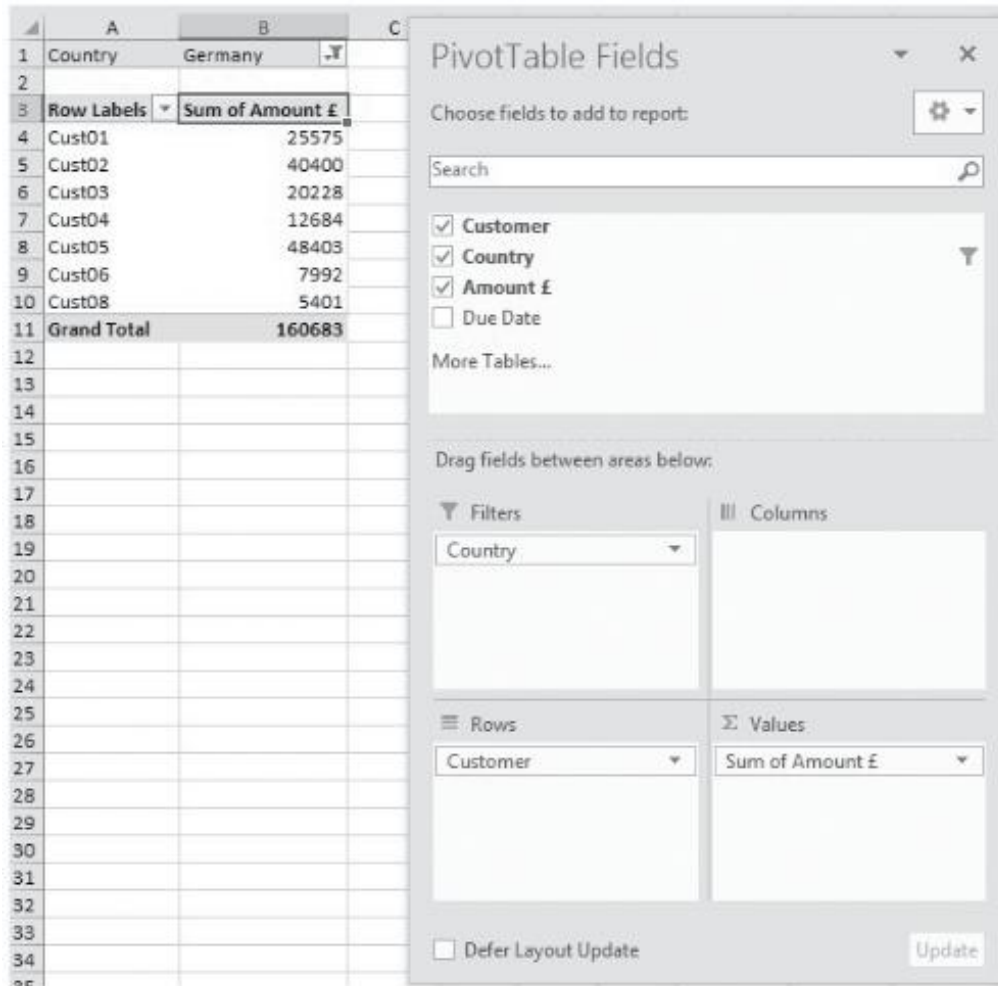 A B C
1 Country Germany
2
3 Row Labels Sum of Amount £
4 Cust01 25575
5 Cust02 40400
6 Cust03 20228
7 Cust04 12684
8 Cust05 48403
9 Cust06 7992
10 Cust08 5401
11 Grand Total 160683
12
13
14
15
16
17
18
19
20
21
22
23
24
25
26
27
28
29
30
31
32
33
34
35
PivotTable Fields
Choose fields to add to report:
Search
Customer
Country
Amount £
Due Date
More Tables...
Drag fields between areas below:
Filters
Country
Columns
Rows
Customer
Σ Values
Sum of Amount £
Defer Layout Update
Update